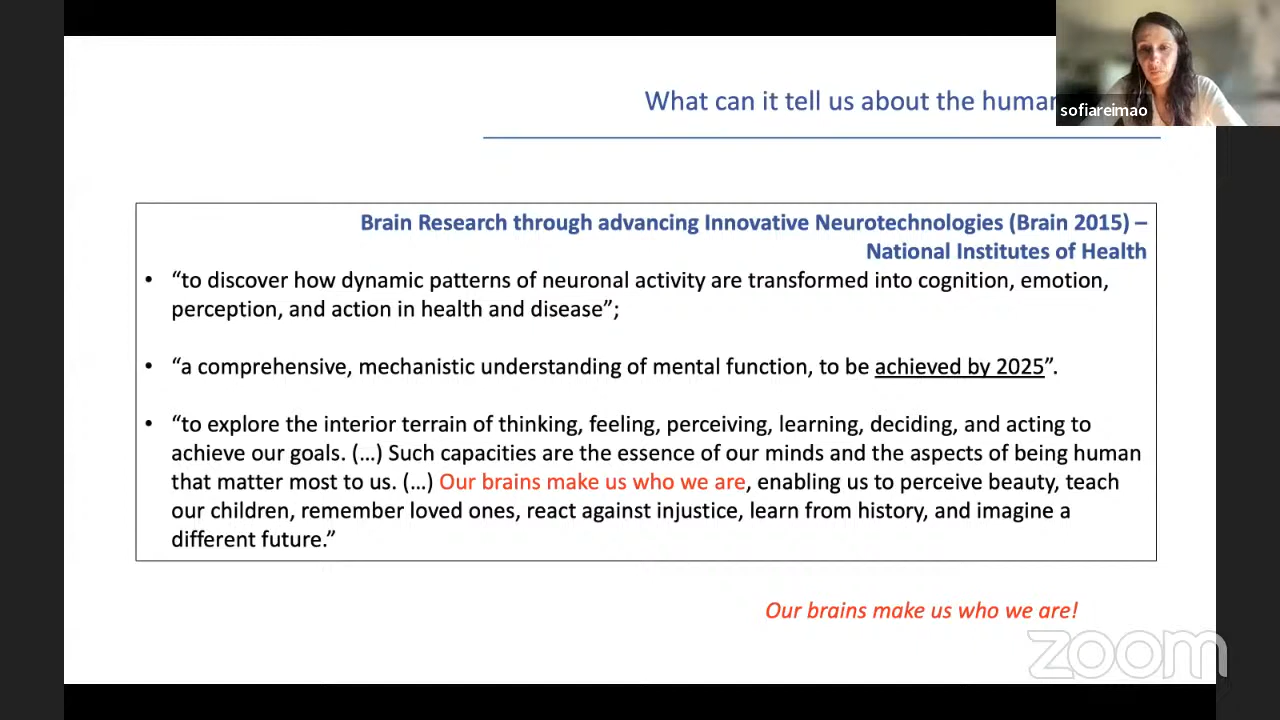 What can it tell us about the human
sofiareimao
Brain Research through advancing Innovative Neurotechnologies (Brain 2015) –
National Institutes of Health
• “to discover how dynamic patterns of neuronal activity are transformed into cognition, emotion,
perception, and action in health and disease”;
• “a comprehensive, mechanistic understanding of mental function, to be achieved by 2025”.
• “to explore the interior terrain of thinking, feeling, perceiving, learning, deciding, and acting to
achieve our goals. (…) Such capacities are the essence of our minds and the aspects of being human
that matter most to us. (…) Our brains make us who we are, enabling us to perceive beauty, teach
our children, remember loved ones, react against injustice, learn from history, and imagine a
different future.”
Our brains make us who we are!
zoom